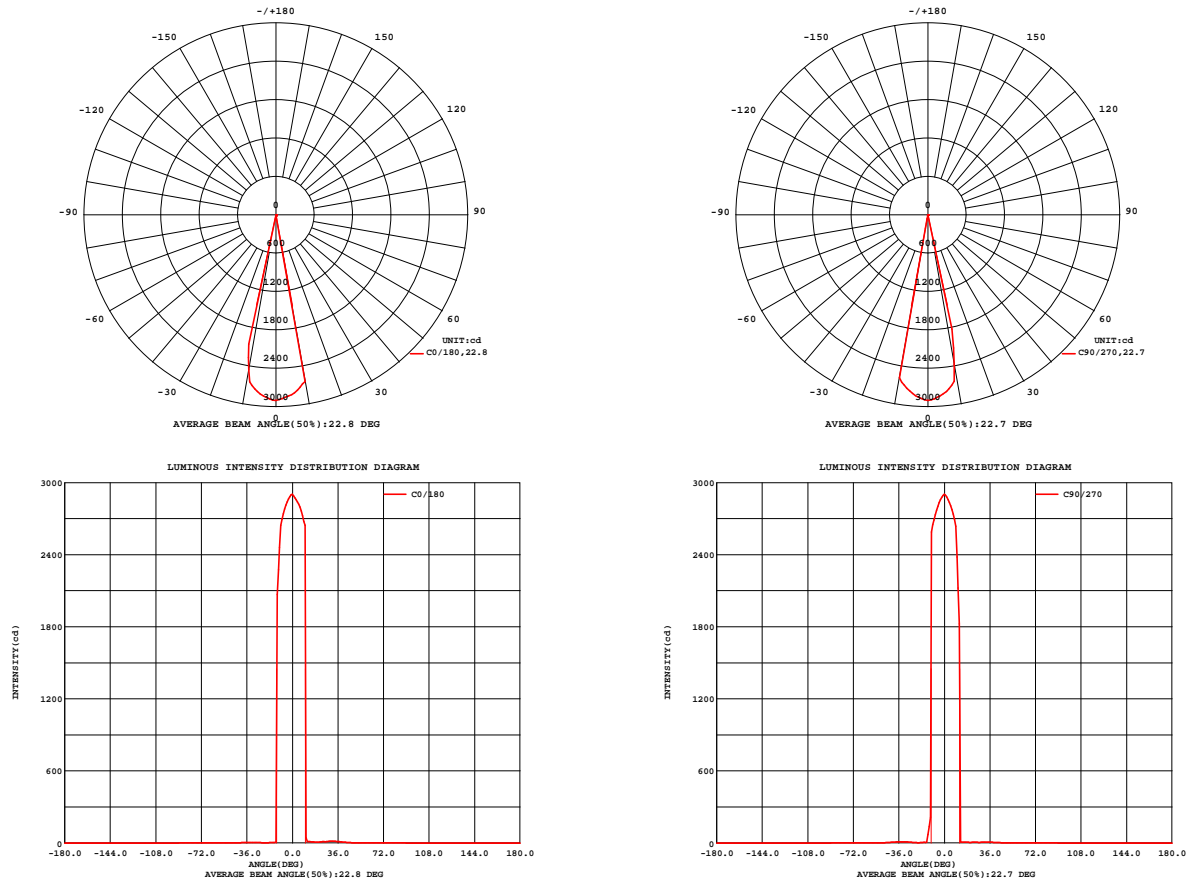 -/+180
-150 150
-120 120
-90 90
-60 60
-30 30
0
600
1200
1800
2400
3000
0
UNIT:cd
C0/180,22.8
AVERAGE BEAM ANGLE(50%):22.8 DEG
-/+180
-150 150
-120 120
-90 90
-60 60
-30 30
0
600
1200
1800
2400
3000
0
UNIT:cd
C90/270,22.7
AVERAGE BEAM ANGLE(50%):22.7 DEG
LUMINOUS INTENSITY DISTRIBUTION DIAGRAM
C0/180
INTENSITY(cd)
3000
2400
1800
1200
600
0
-180.0 -144.0 -108.0 -72.0 -36.0 0.0 36.0 72.0 108.0 144.0 180.0
ANGLE(DEG)
AVERAGE BEAM ANGLE(50%):22.8 DEG
LUMINOUS INTENSITY DISTRIBUTION DIAGRAM
C90/270
INTENSITY(cd)
3000
2400
1800
1200
600
0
-180.0 -144.0 -108.0 -72.0 -36.0 0.0 36.0 72.0 108.0 144.0 180.0
ANGLE(DEG)
AVERAGE BEAM ANGLE(50%):22.7 DEG